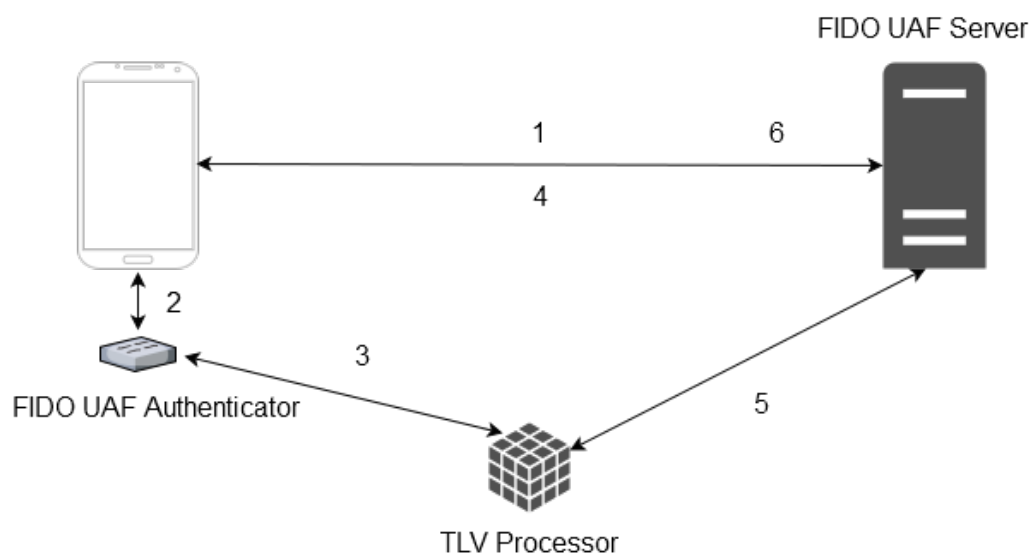 FIDO UAF Server
1
6
4
2
3
FIDO UAF Authenticator
5
TLV Processor